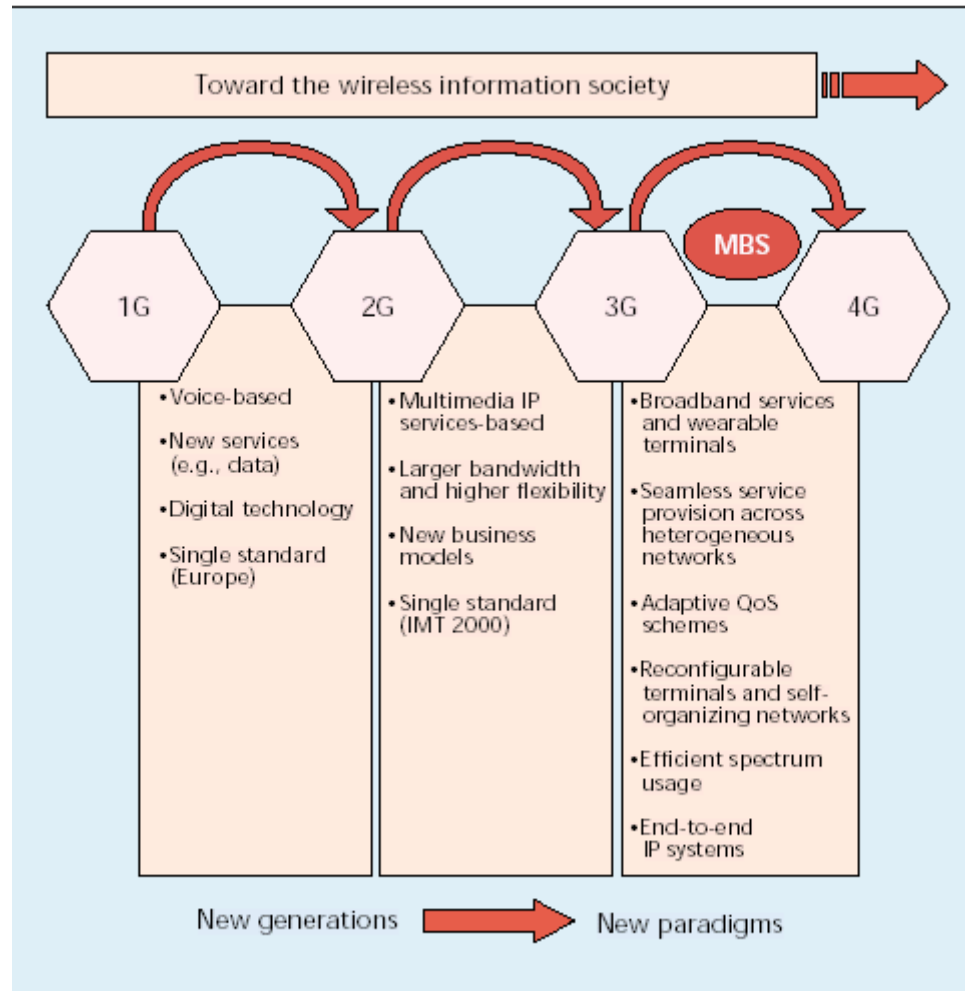 Toward the wireless information society
MBS
1G
2G
3G
4G
•Voice-based
•New services
(e.g., data)
•Digital technology
•Single standard
(Europe)
•Multimedia IP
services-based
•Larger bandwidth
and higher flexibility
•New business
models
•Single standard
(IMT 2000)
•Broadband services
and wearable
terminals
•Seamless service
provision across
heterogeneous
networks
•Adaptive QoS
schemes
•Reconfigurable
terminals and self-
organizing networks
•Efficient spectrum
usage
•End-to-end
IP systems
New generations
New paradigms